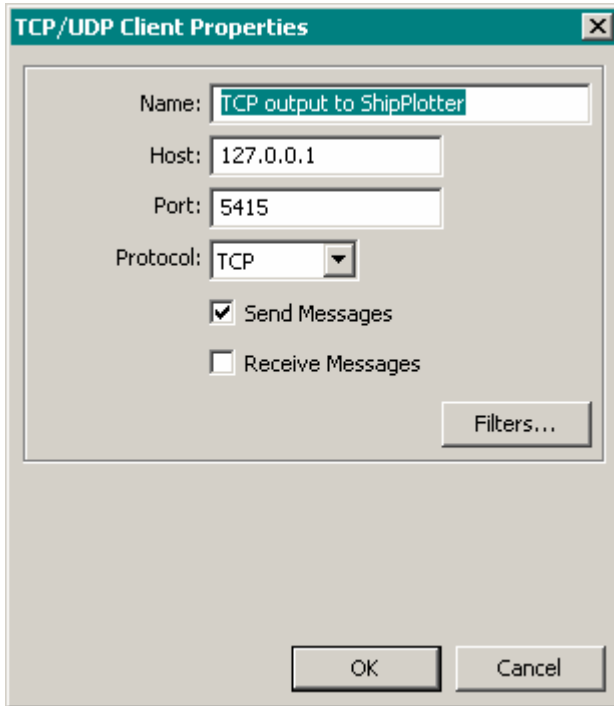 TCP/UDP Client Properties
Name: TCP output to ShipPlotter
Host: 127.0.0.1
Port: 5415
Protocol: TCP
Send Messages
Receive Messages
Filters...
OK Cancel